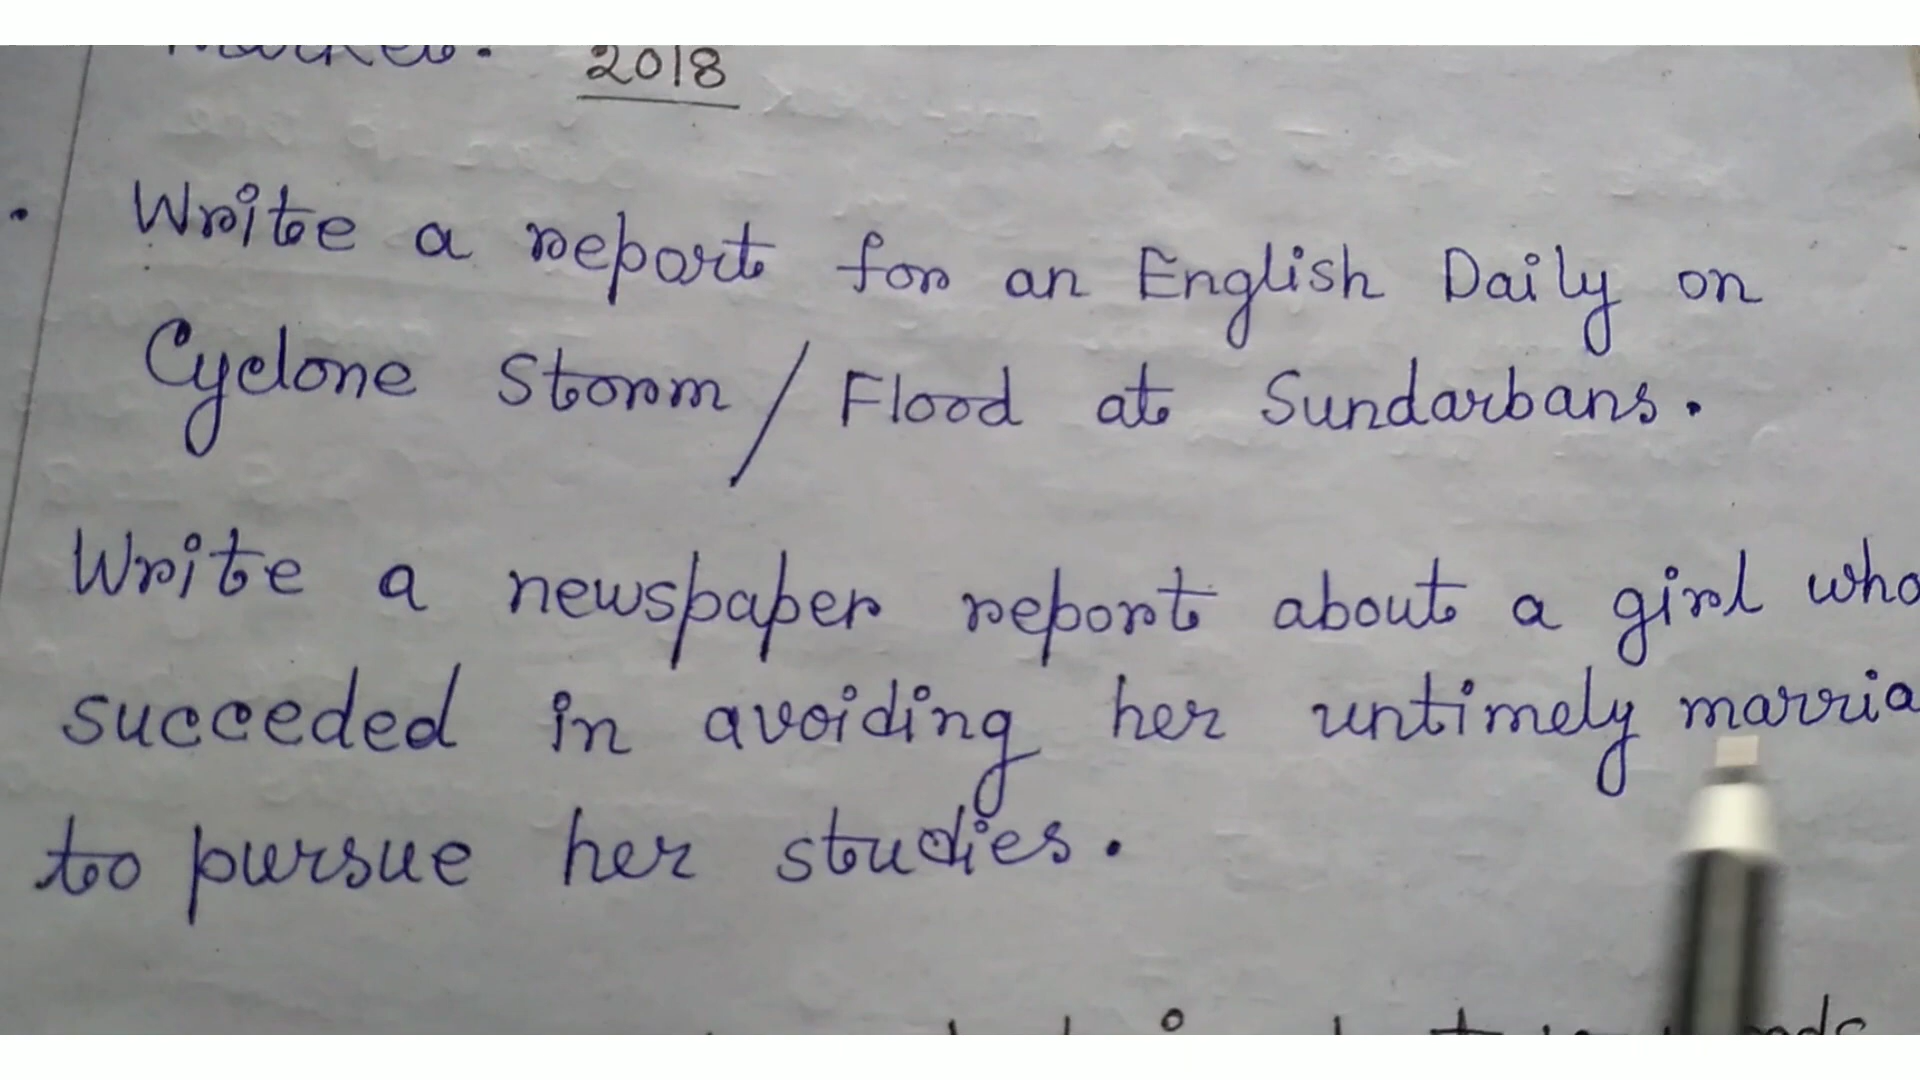 2018
Write a report for an English Daily on
Cyclone Storm / Flood at Sundarbans.
Write a newspaper report about a girl who
succeded in avoiding her untimely marria
to pursue her studies.